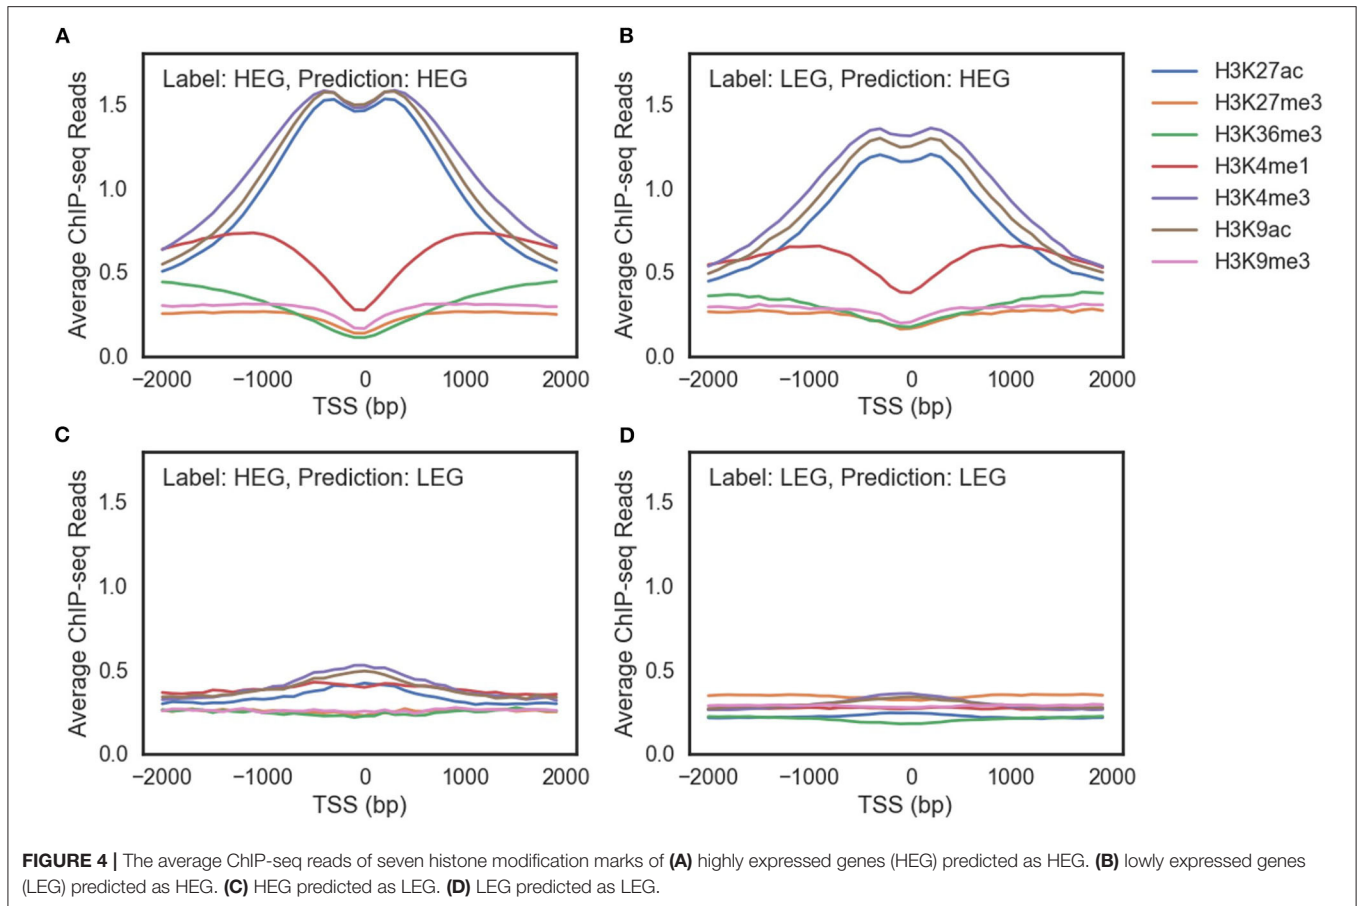 A
Label: HEG, Prediction: HEG
Average ChIP-seq Reads
1.5
1.0
0.5
0.0
−2000 −1000 0 1000 2000
TSS (bp)
B
Label: LEG, Prediction: HEG
Average ChIP-seq Reads
1.5
1.0
0.5
0.0
−2000 −1000 0 1000 2000
TSS (bp)
H3K27ac
H3K27me3
H3K36me3
H3K4me1
H3K4me3
H3K9ac
H3K9me3
C
Label: HEG, Prediction: LEG
Average ChIP-seq Reads
1.5
1.0
0.5
0.0
−2000 −1000 0 1000 2000
TSS (bp)
D
Label: LEG, Prediction: LEG
Average ChIP-seq Reads
1.5
1.0
0.5
0.0
−2000 −1000 0 1000 2000
TSS (bp)
FIGURE 4 | The average ChIP-seq reads of seven histone modification marks of (A) highly expressed genes (HEG) predicted as HEG. (B) lowly expressed genes
(LEG) predicted as HEG. (C) HEG predicted as LEG. (D) LEG predicted as LEG.